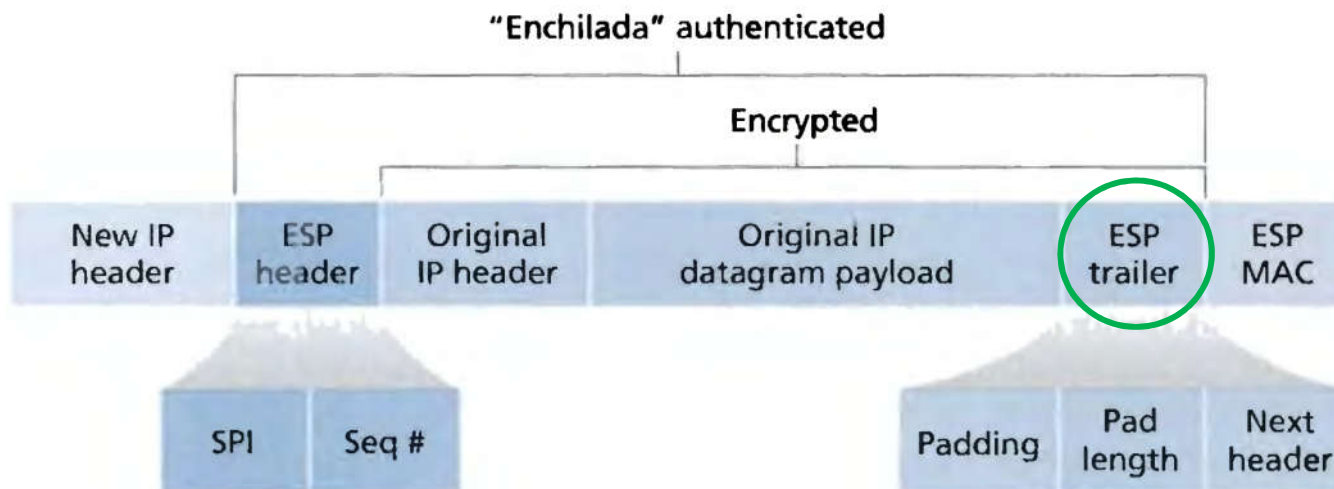 "Enchilada" authenticated
Encrypted
New IP
header
ESP
header
Original
IP header
Original IP
datagram payload
ESP
trailer
ESP
MAC
SPI
Seq #
Padding
Pad
length
Next
header